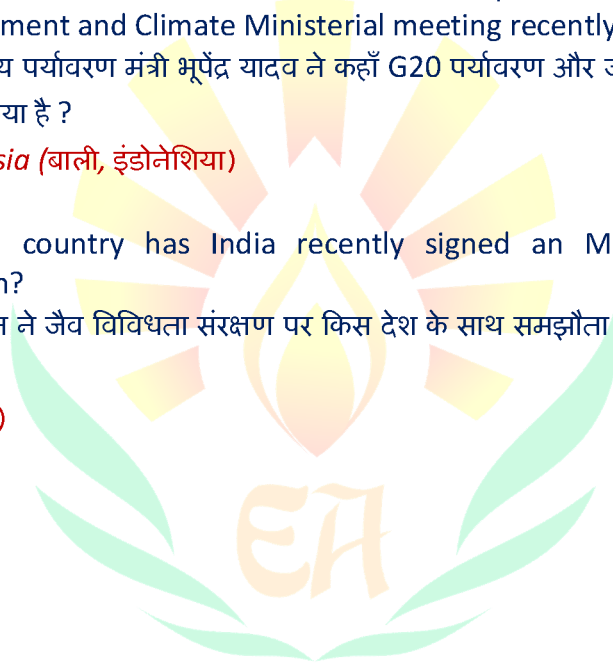 ment and Climate Ministerial meeting recently
य पर्यावरण मंत्री भूपेंद्र यादव ने कहाँ G20 पर्यावरण और ज
या है ?
sia (बाली, इंडोनेशिया)
country has India recently signed an M
n?
न ने जैव विविधता संरक्षण पर किस देश के साथ समझौता
)
EA